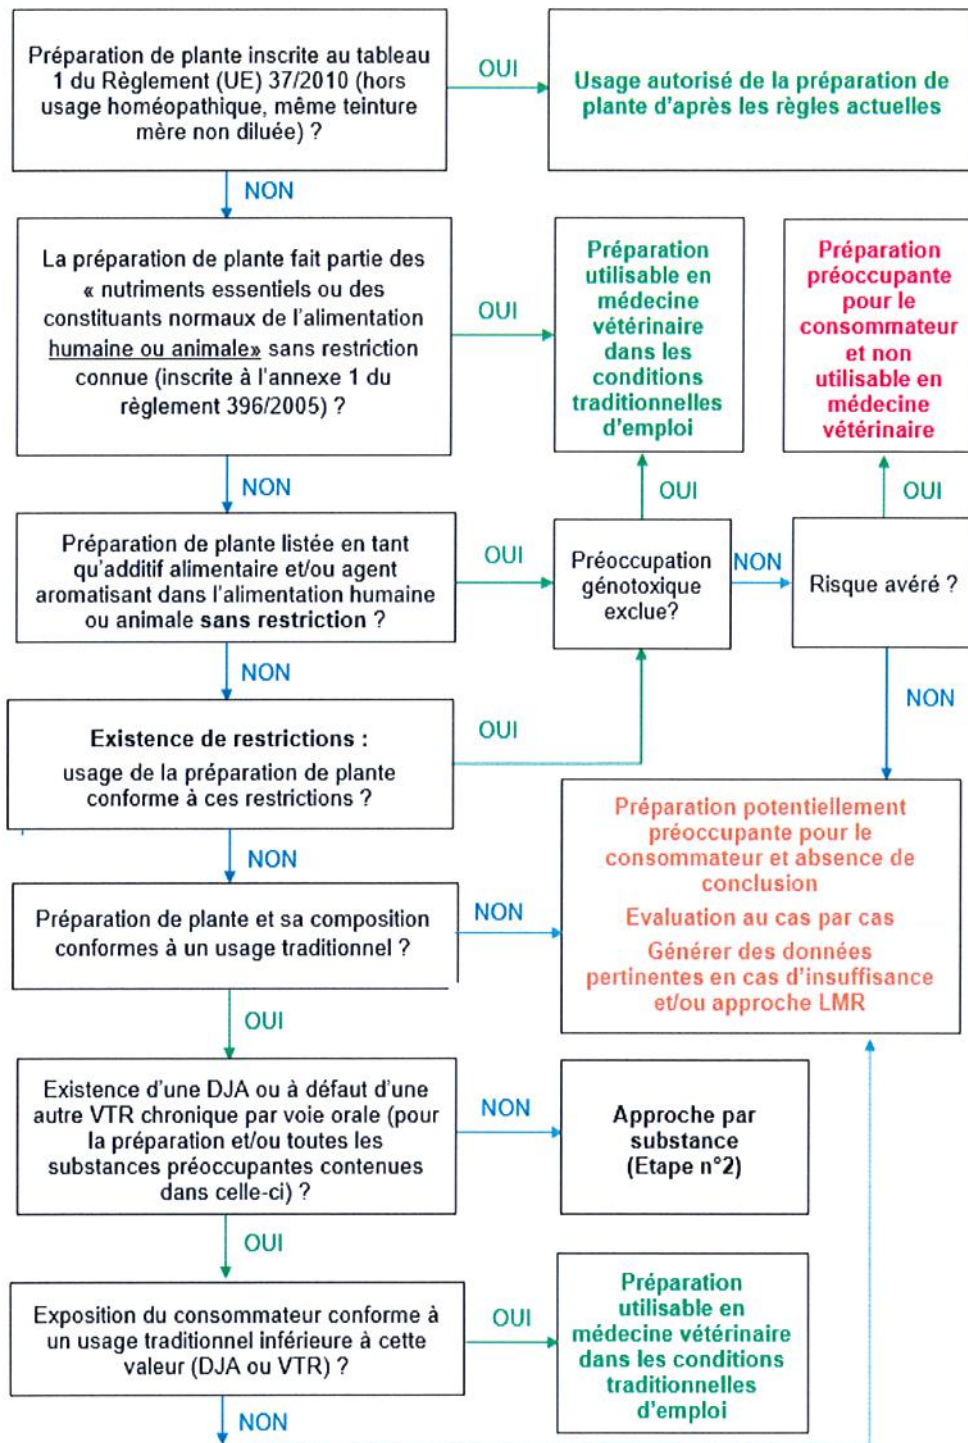 Préparation de plante inscrite au tableau
1 du Règlement (UE) 37/2010 (hors
usage homéopathique, même teinture
mère non diluée) ?
OUI
Usage autorisé de la préparation de
plante d'après les règles actuelles
NON
La préparation de plante fait partie des
« nutriments essentiels ou des
constituants normaux de l'alimentation
humaine ou animale» sans restriction
connue (inscrite à l'annexe 1 du
règlement 396/2005) ?
OUI
Préparation
utilisable en
médecine
vétérinaire
dans les
conditions
traditionnelles
d'emploi
Préparation
préoccupante
pour le
consommateur
et non
utilisable en
médecine
vétérinaire
NON
OUI
OUI
Préparation de plante listée en tant
qu'additif alimentaire et/ou agent
aromatisant dans l'alimentation humaine
ou animale sans restriction ?
OUI
Préoccupation
génotoxique
exclue?
NON
Risque avéré ?
NON
NON
Existence de restrictions :
usage de la préparation de plante
conforme à ces restrictions ?
OUI
NON
Préparation potentiellement
préoccupante pour le
consommateur et absence de
conclusion
Evaluation au cas par cas
Générer des données
pertinentes en cas d'insuffisance
et/ou approche LMR
Préparation de plante et sa composition
conformes à un usage traditionnel ?
NON
OUI
Existence d'une DJA ou à défaut d'une
autre VTR chronique par voie orale (pour
la préparation et/ou toutes les
substances préoccupantes contenues
dans celle-ci) ?
NON
Approche par
substance
(Etape n°2)
OUI
Exposition du consommateur conforme à
un usage traditionnel inférieure à cette
valeur (DJA ou VTR) ?
OUI
Préparation
utilisable en
médecine vétérinaire
dans les conditions
traditionnelles
d'emploi
NON